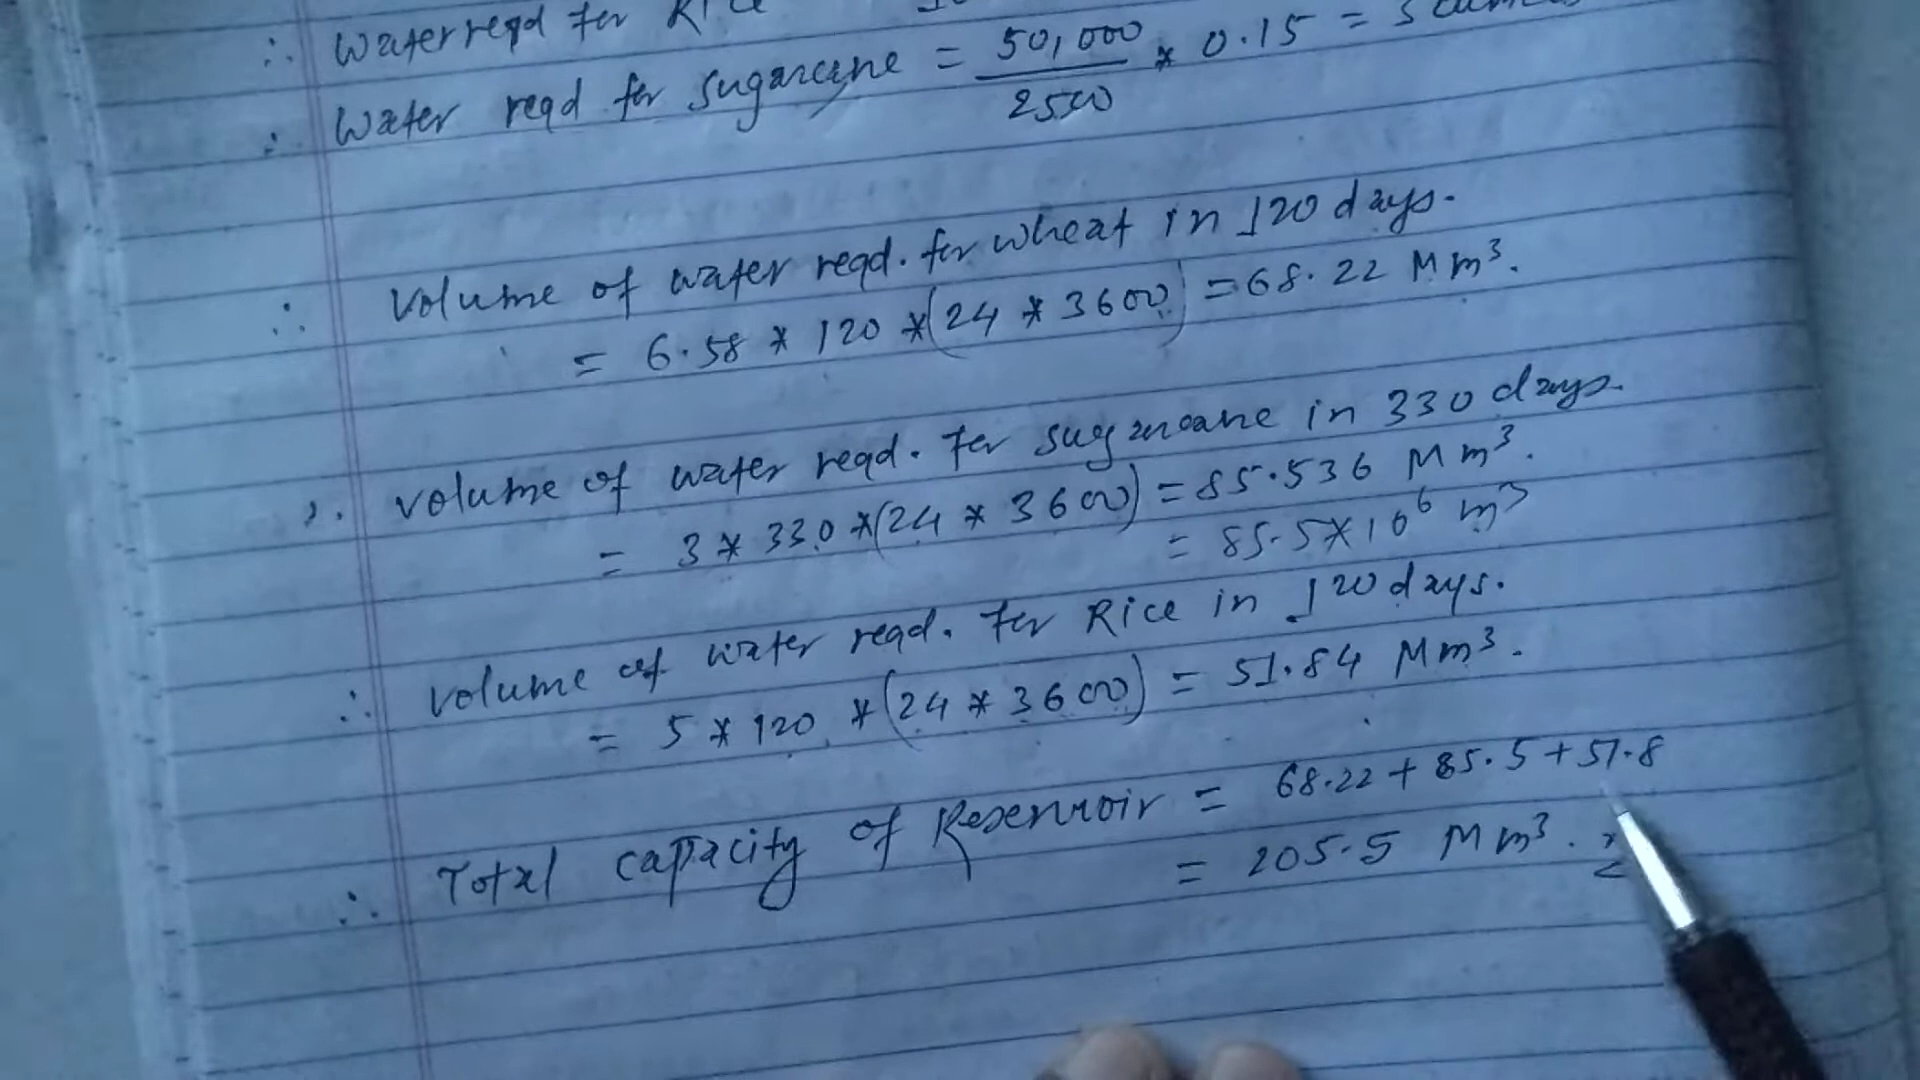 ∴ Water reqd for Rice
∴ Water reqd for sugarcane = 50,000/2500 * 0.15 = 3
∴ Volume of water reqd. for wheat in 120 days.
= 6.58 * 120 *(24 * 3600) = 68.22 Mm³.
∴ volume of water reqd. for sugarcane in 330 days.
= 3 * 330 *(24 * 3600) = 85.536 Mm³.
= 85.5*10⁶ m³
∴ volume of water reqd. for Rice in 120 days.
= 5 * 120 *(24 * 3600) = 51.84 Mm³.
∴ Total capacity of Reservoir = 68.22 + 85.5 + 51.8
= 205.5 Mm³.